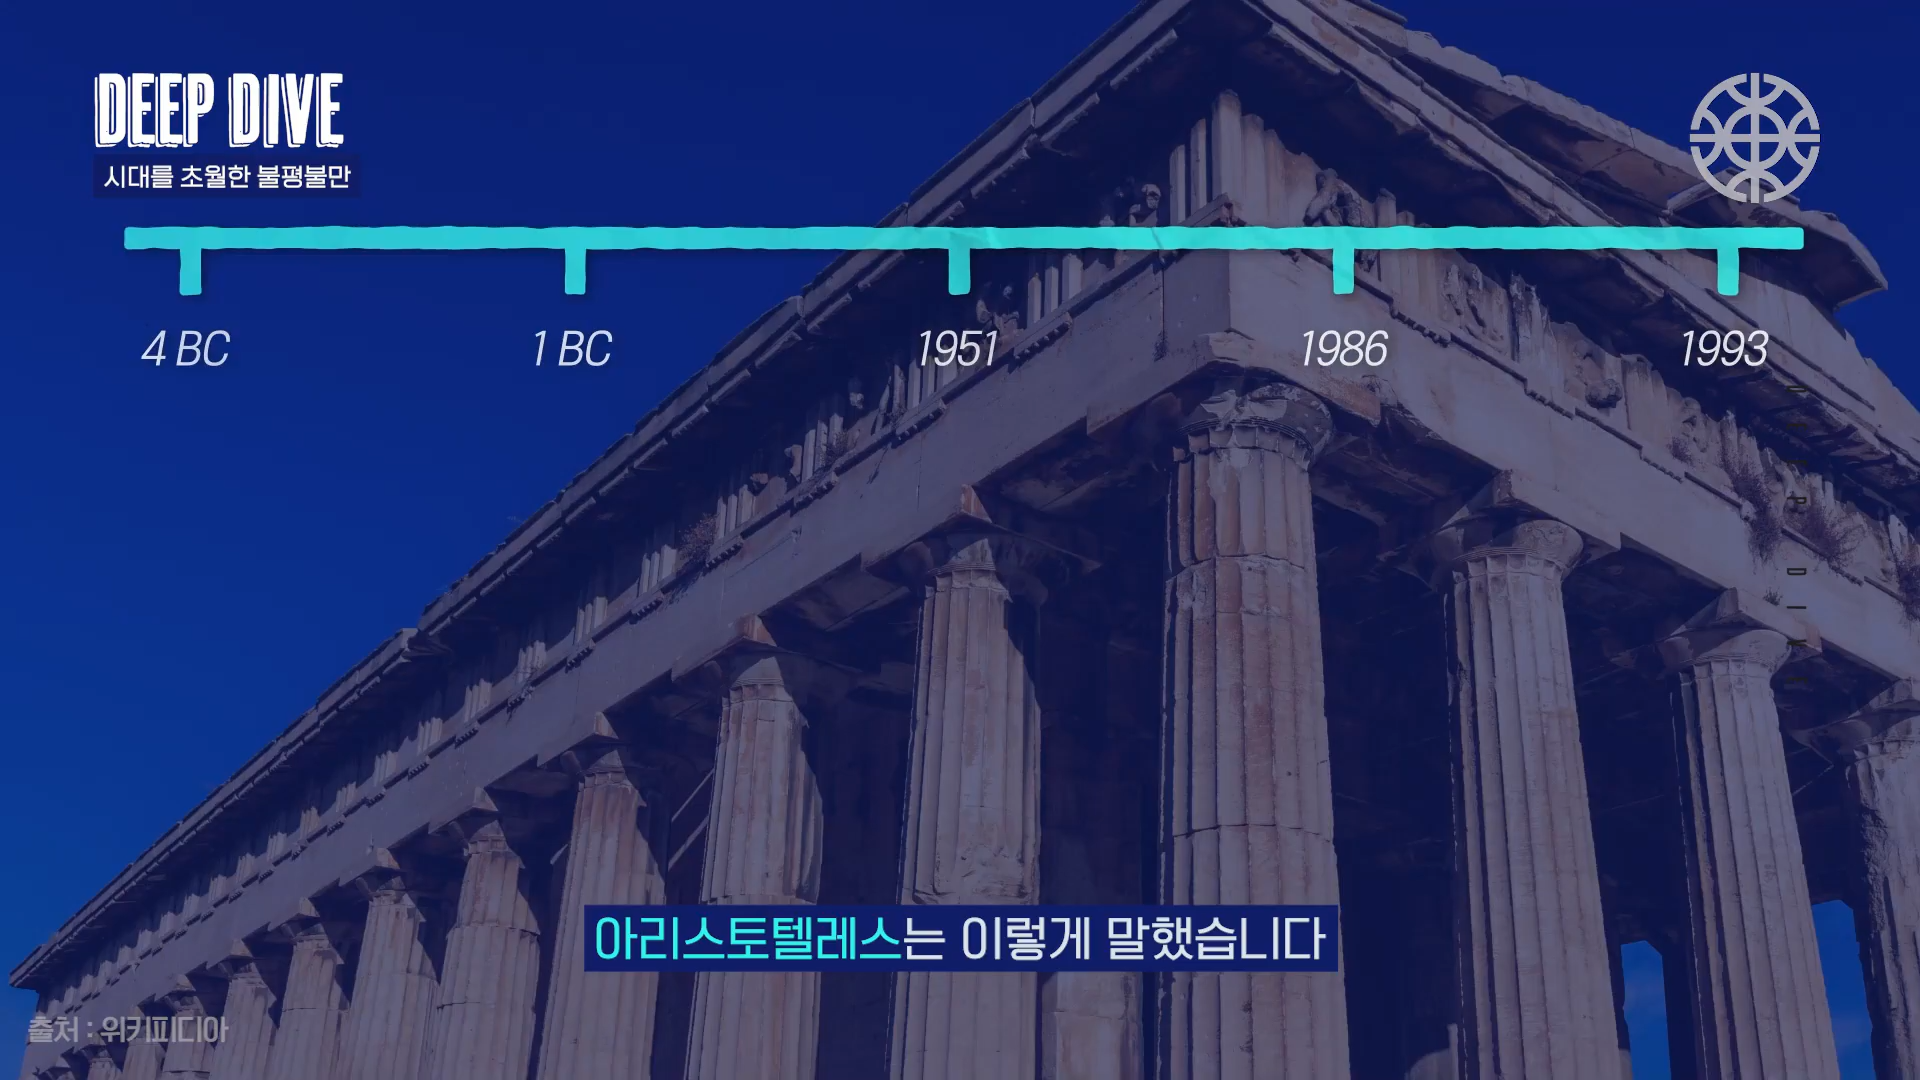 DEEP DIVE
시대를 초월한 불평불만
4 BC
1 BC
1951
1986
1993
아리스토텔레스는 이렇게 말했습니다
출처 : 위키피디아